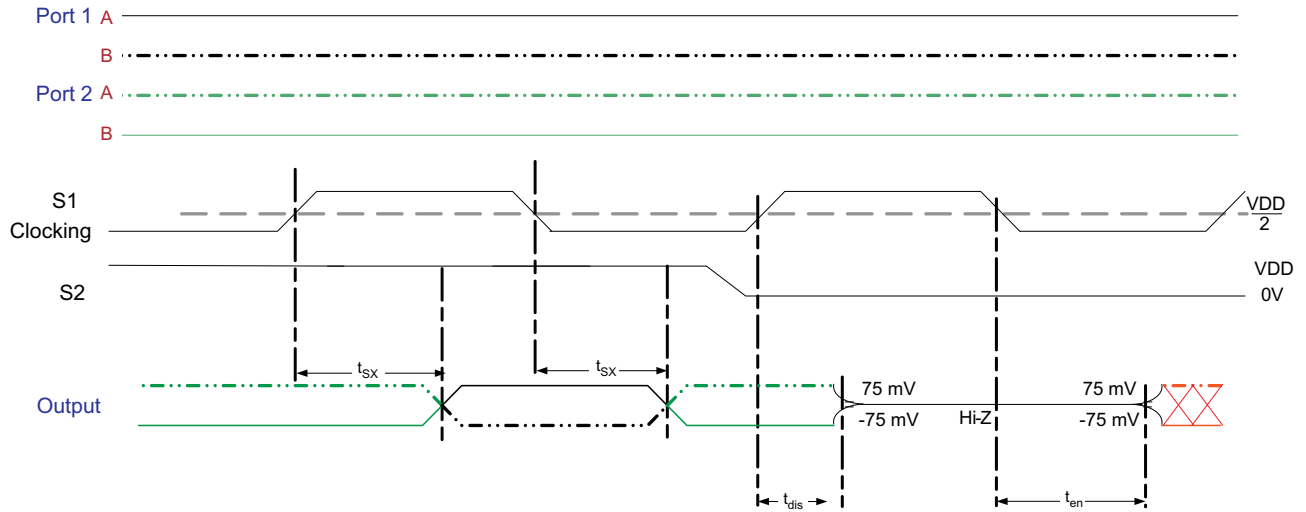 Port 1 A
B
Port 2 A
B
S1
Clocking
VDD
2
S2
VDD
0V
tSX
tSX
Output
75 mV
-75 mV
Hi-Z
75 mV
-75 mV
tdis
ten